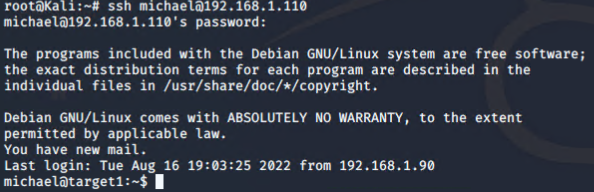 root@Kali:~# ssh michael@192.168.1.110
michael@192.168.1.110's password:
The programs included with the Debian GNU/Linux system are free software;
the exact distribution terms for each program are described in the
individual files in /usr/share/doc/*/copyright.
Debian GNU/Linux comes with ABSOLUTELY NO WARRANTY, to the extent
permitted by applicable law.
You have new mail.
Last login: Tue Aug 16 19:03:25 2022 from 192.168.1.90
michael@target1:~$